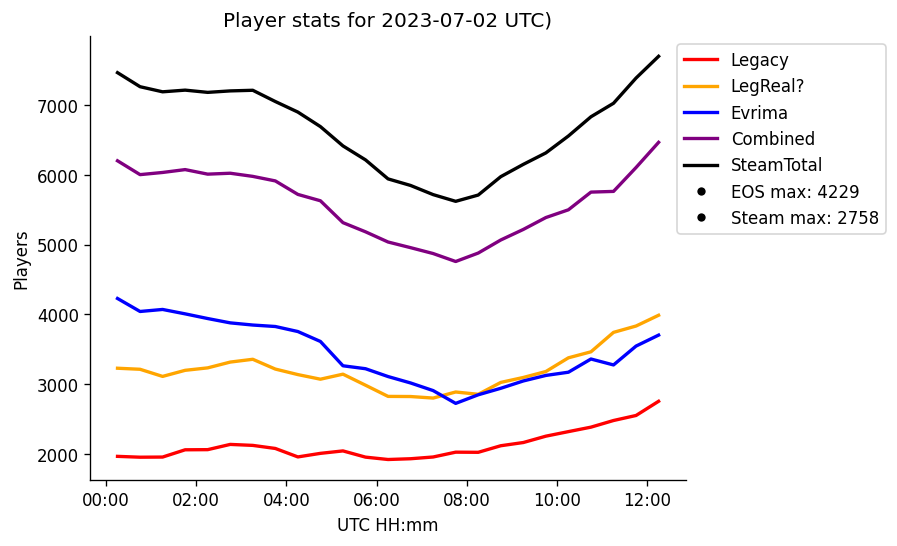 Player stats for 2023-07-02 UTC)
Legacy
LegReal?
Evrima
Combined
SteamTotal
EOS max: 4229
Steam max: 2758
Players
7000
6000
5000
4000
3000
2000
00:00 02:00 04:00 06:00 08:00 10:00 12:00
UTC HH:mm